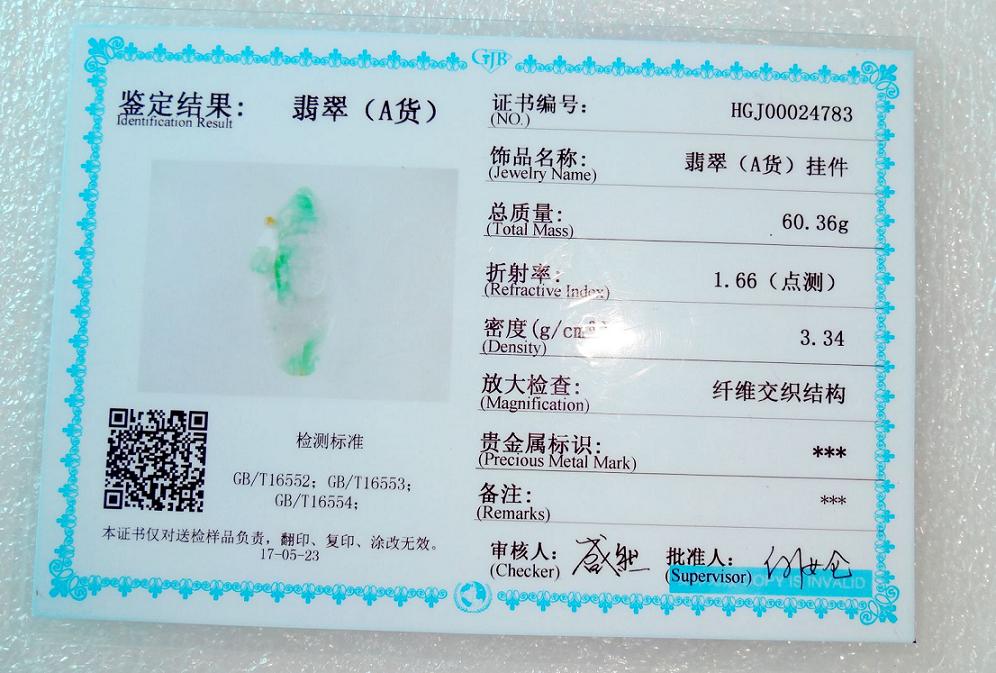 GJB
鉴定结果: 翡翠（A货）
Identification Result
检测标准
GB/T16552; GB/T16553;
GB/T16554;
本证书仅对送检样品负责，翻印、复印、涂改无效。
17-05-23
证书编号: HGJ00024783
(NO.)
饰品名称: 翡翠（A货）挂件
(Jewelry Name)
总质量: 60.36g
(Total Mass)
折射率: 1.66（点测）
(Refractive Index)
密度(g/cm³) 3.34
(Density)
放大检查: 纤维交织结构
(Magnification)
贵金属标识: ***
(Precious Metal Mark)
备注: ***
(Remarks)
审核人: 批准人:
(Checker) (Supervisor) COPY IS INVALID